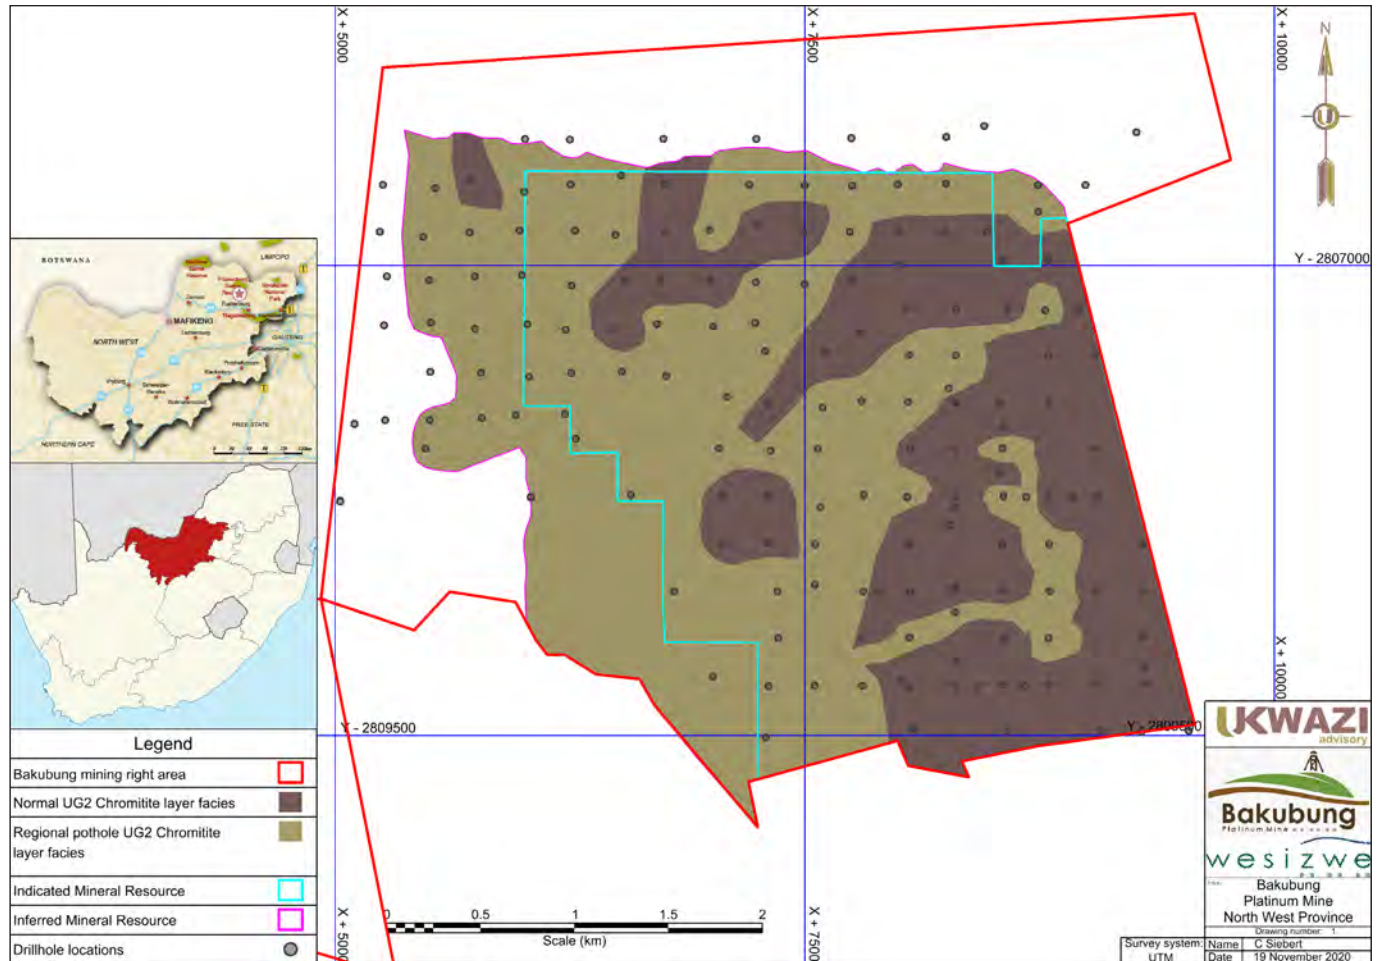 X + 5000
X + 7500
X + 10000
N
U
Y - 2807000
BOTSWANA
LIMPOPO
MAFIKENG
NORTH WEST
GAUTENG
FREE STATE
NORTHERN CAPE
X + 10000
Y - 2809500
Y - 2809500
Legend
Bakubung mining right area
Normal UG2 Chromitite layer facies
Regional pothole UG2 Chromitite
layer facies
Indicated Mineral Resource
Inferred Mineral Resource
Drillhole locations
X + 5000
X + 7500
0 0.5 1 1.5 2
Scale (km)
UKWAZI
advisory
Bakubung
Platinum Mine
wesizwe
Bakubung
Platinum Mine
North West Province
Drawing number: 1
Survey system: Name C Siebert
UTM Date 19 November 2020